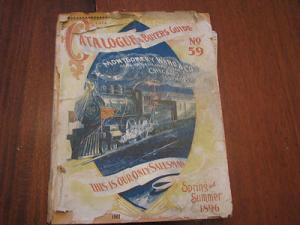 CATALOGUE & BUYERS GUIDE
No
59
MONTGOMERY WARD & CO.
CHICAGO
THIS IS OUR ONLY SALESMAN
Spring and
Summer
1896